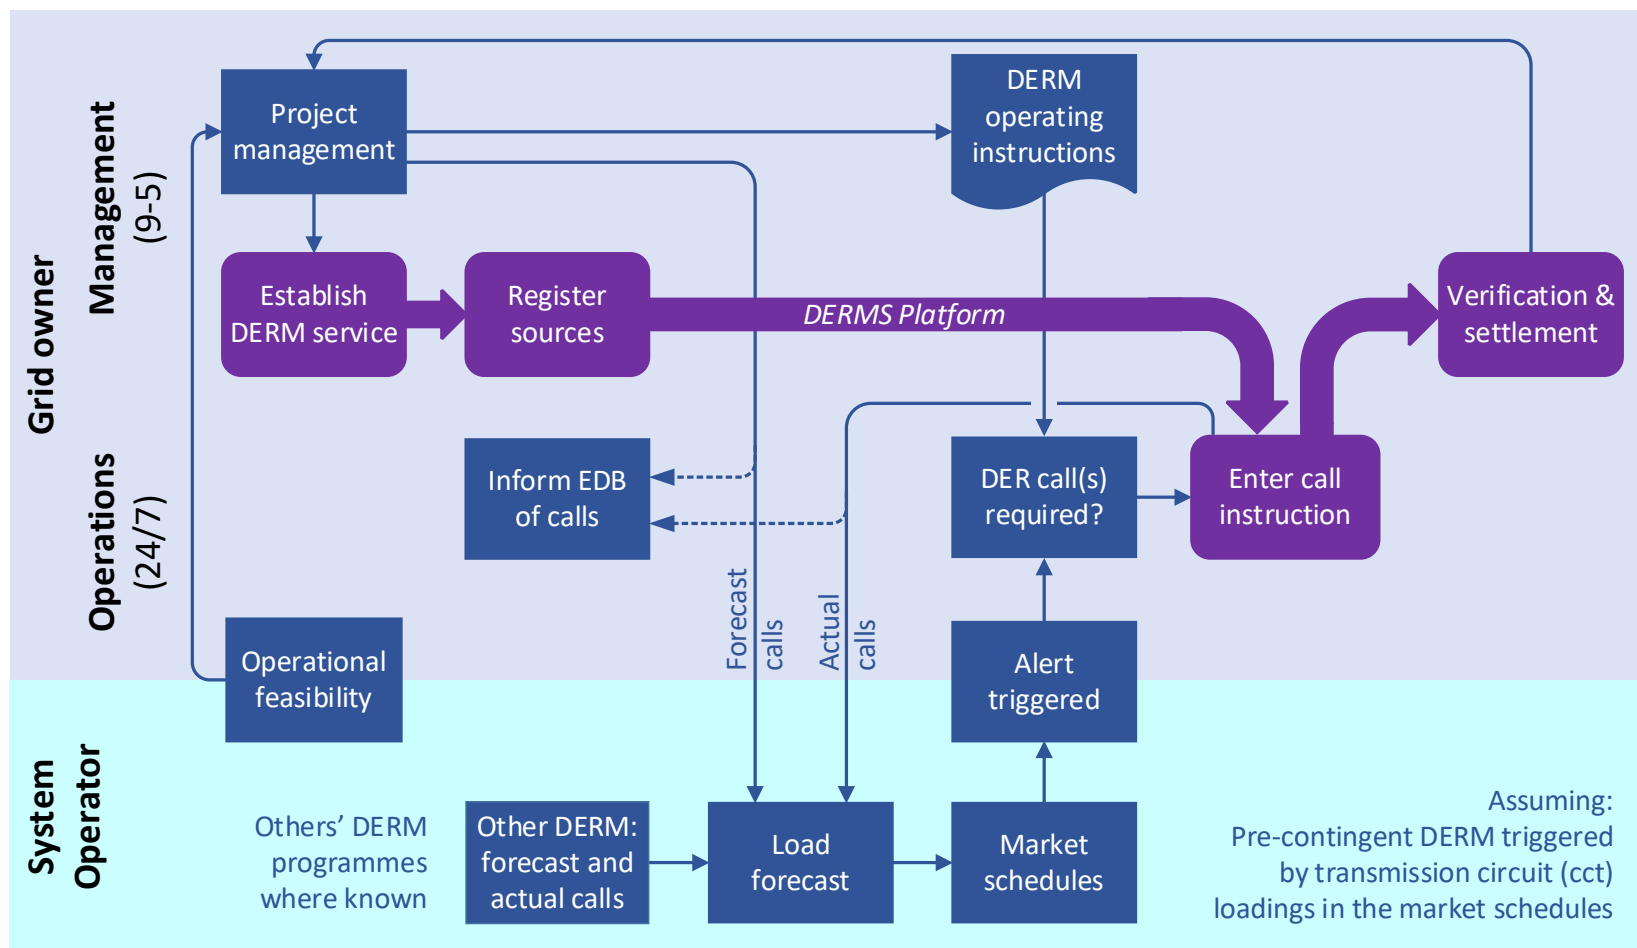 Grid owner
Management
(9-5)
Operations
(24/7)
System
Operator
Project
management
DERM
operating
instructions
Establish
DERM service
Register
sources
DERMS Platform
Verification &
settlement
Inform EDB
of calls
DER call(s)
required?
Enter call
instruction
Forecast
calls
Actual
calls
Operational
feasibility
Alert
triggered
Others’ DERM
programmes
where known
Other DERM:
forecast and
actual calls
Load
forecast
Market
schedules
Assuming:
Pre-contingent DERM triggered
by transmission circuit (cct)
loadings in the market schedules